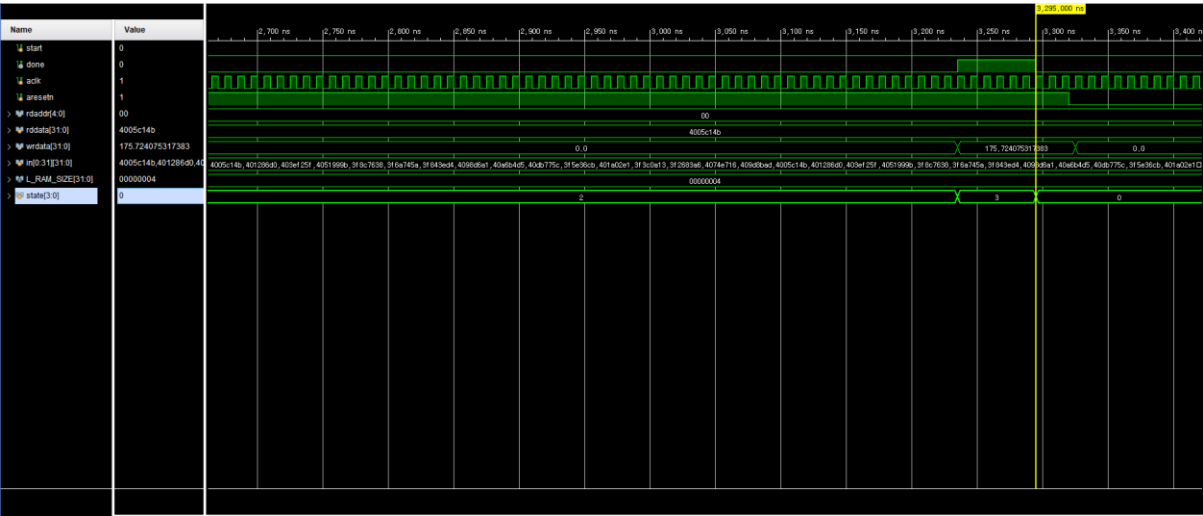 3,295,000 ns
Name Value
2,700 ns 2,750 ns 2,800 ns 2,850 ns 2,900 ns 2,950 ns 3,000 ns 3,050 ns 3,100 ns 3,150 ns 3,200 ns 3,250 ns 3,300 ns 3,350 ns 3,400 n
start 0
done 0
aclk 1
aresetn 1
rdaddr[4:0] 00 00
rddata[31:0] 4005c14b 4005c14b
wrdata[31:0] 175.724075317383 0.0 175.724075317383 0.0
in[0:31][31:0] 4005c14b,401286d0,40 4005c14b,401286d0,403ef25f,4051999b,3f8c7638,3f6a745a,3f843ed4,4098d6a1,40a6b4d5,40db775c,3f5e36cb,401a02e1,3f3c0a13,3f2683a6,4074e716,409d8bad,4005c14b,401286d0,403ef25f,4051999b,3f8c7638,3f6a745a,3f843ed4,4098d6a1,40a6b4d5,40db775c,3f5e36cb,401a02e1
L_RAM_SIZE[31:0] 00000004 00000004
state[3:0] 0 2 3 0